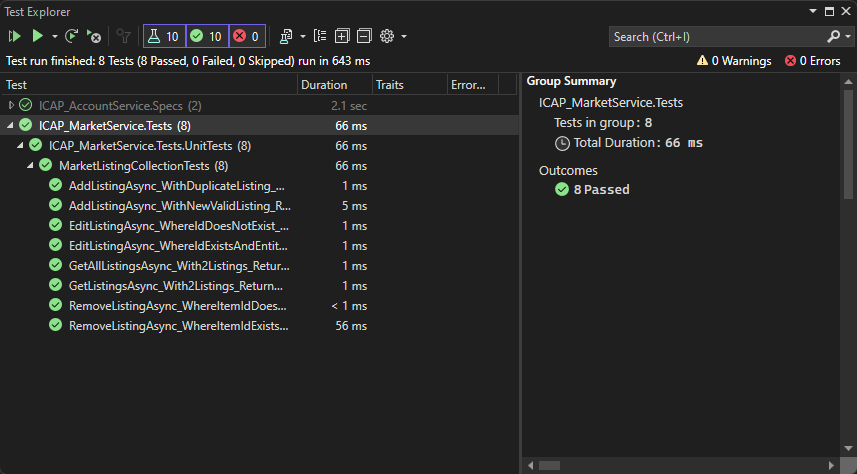 Test Explorer
10 10 0
Search (Ctrl+I)
Test run finished: 8 Tests (8 Passed, 0 Failed, 0 Skipped) run in 643 ms
0 Warnings 0 Errors
Test Duration Traits Error...
ICAP_AccountService.Specs (2) 2.1 sec
ICAP_MarketService.Tests (8) 66 ms
ICAP_MarketService.Tests.UnitTests (8) 66 ms
MarketListingCollectionTests (8) 66 ms
AddListingAsync_WithDuplicateListing_... 1 ms
AddListingAsync_WithNewValidListing_R... 5 ms
EditListingAsync_WhereIdDoesNotExist_... 1 ms
EditListingAsync_WhereIdExistsAndEntit... 1 ms
GetAllListingsAsync_With2Listings_Retur... 1 ms
GetListingsAsync_With2Listings_Return... 1 ms
RemoveListingAsync_WhereItemIdDoes... < 1 ms
RemoveListingAsync_WhereItemIdExists... 56 ms
Group Summary
ICAP_MarketService.Tests
Tests in group: 8
Total Duration: 66 ms
Outcomes
8 Passed